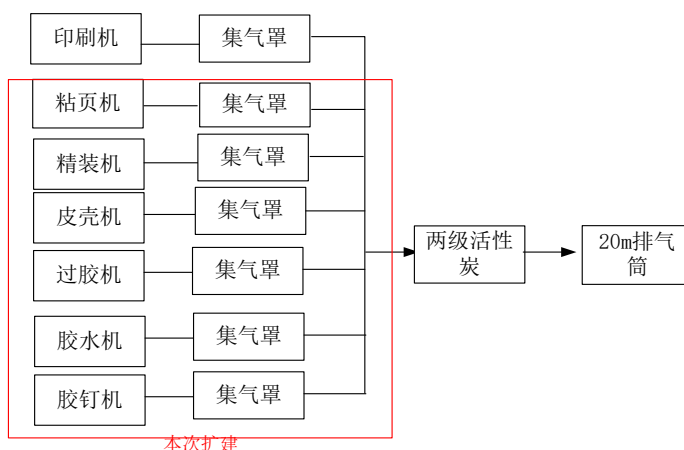 印刷机 集气罩
粘页机 集气罩
精装机 集气罩
皮壳机 集气罩
两级活性
炭
20m排气
筒
过胶机 集气罩
胶水机 集气罩
胶钉机 集气罩
本次扩建